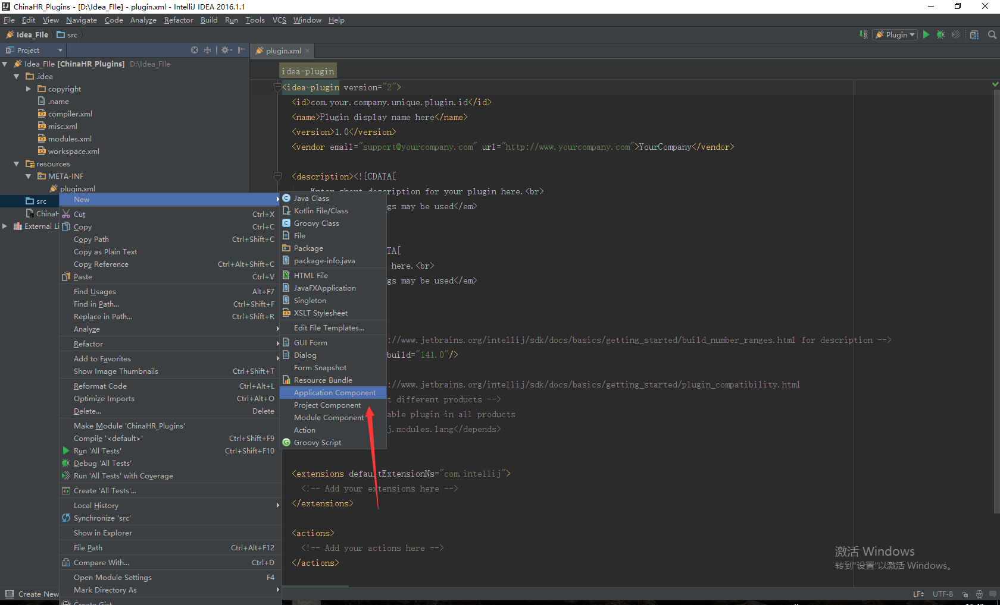 ChinaHR_Plugins - [D:\Idea_FIle] - plugin.xml - IntelliJ IDEA 2016.1.1
File Edit View Navigate Code Analyze Refactor Build Run Tools VCS Window Help
Idea_FIle src
Plugin
Project
plugin.xml
Idea_FIle [ChinaHR_Plugins] D:\Idea_FIle
.idea
copyright
.name
compiler.xml
misc.xml
modules.xml
workspace.xml
resources
META-INF
plugin.xml
src
ChinaH
External Li
New
Cut Ctrl+X
Copy Ctrl+C
Copy Path Ctrl+Shift+C
Copy as Plain Text
Copy Reference Ctrl+Alt+Shift+C
Paste Ctrl+V
Find Usages Alt+F7
Find in Path... Ctrl+Shift+F
Replace in Path... Ctrl+Shift+R
Analyze
Refactor
Add to Favorites
Show Image Thumbnails Ctrl+Shift+T
Reformat Code Ctrl+Alt+L
Optimize Imports Ctrl+Alt+O
Delete... Delete
Make Module 'ChinaHR_Plugins'
Compile '<default>' Ctrl+Shift+F9
Run 'All Tests' Ctrl+Shift+F10
Debug 'All Tests'
Run 'All Tests' with Coverage
Create 'All Tests'...
Local History
Synchronize 'src'
Show in Explorer
File Path Ctrl+Alt+F12
Compare With... Ctrl+D
Open Module Settings F4
Mark Directory As
Create Gist
Java Class
Kotlin File/Class
Groovy Class
File
Package
package-info.java
HTML File
JavaFXApplication
Singleton
XSLT Stylesheet
Edit File Templates...
GUI Form
Dialog
Form Snapshot
Resource Bundle
Application Component
Project Component
Module Component
Action
Groovy Script
idea-plugin
<idea-plugin version="2">
<id>com.your.company.unique.plugin.id</id>
<name>Plugin display name here</name>
<version>1.0</version>
<vendor email="support@yourcompany.com" url="http://www.yourcompany.com">YourCompany</vendor>
<description><![CDATA[
Enter short description for your plugin here.<br>
gs may be used</em>
TA[
here.<br>
gs may be used</em>
://www.jetbrains.org/intellij/sdk/docs/basics/getting_started/build_number_ranges.html for description -->
build="141.0"/>
://www.jetbrains.org/intellij/sdk/docs/basics/getting_started/plugin_compatibility.html
t different products -->
able plugin in all products
j.modules.lang</depends>
<extensions defaultExtensionNs="com.intellij">
<!-- Add your extensions here -->
</extensions>
<actions>
<!-- Add your actions here -->
</actions>
激活 Windows
转到"设置"以激活 Windows。
Create New
LF UTF-8